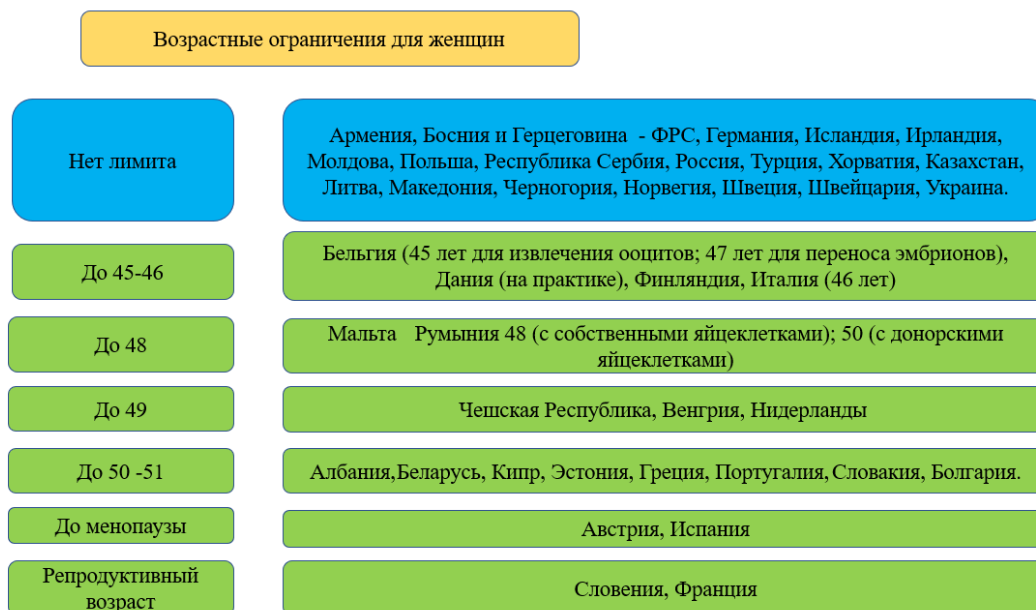 Возрастные ограничения для женщин
Нет лимита
Армения, Босния и Герцеговина - ФРС, Германия, Исландия, Ирландия,
Молдова, Польша, Республика Сербия, Россия, Турция, Хорватия, Казахстан,
Литва, Македония, Черногория, Норвегия, Швеция, Швейцария, Украина.
До 45-46
Бельгия (45 лет для извлечения ооцитов; 47 лет для переноса эмбрионов),
Дания (на практике), Финляндия, Италия (46 лет)
До 48
Мальта Румыния 48 (с собственными яйцеклетками); 50 (с донорскими
яйцеклетками)
До 49
Чешская Республика, Венгрия, Нидерланды
До 50 -51
Албания,Беларусь, Кипр, Эстония, Греция, Португалия,Словакия, Болгария.
До менопаузы
Австрия, Испания
Репродуктивный
возраст
Словения, Франция